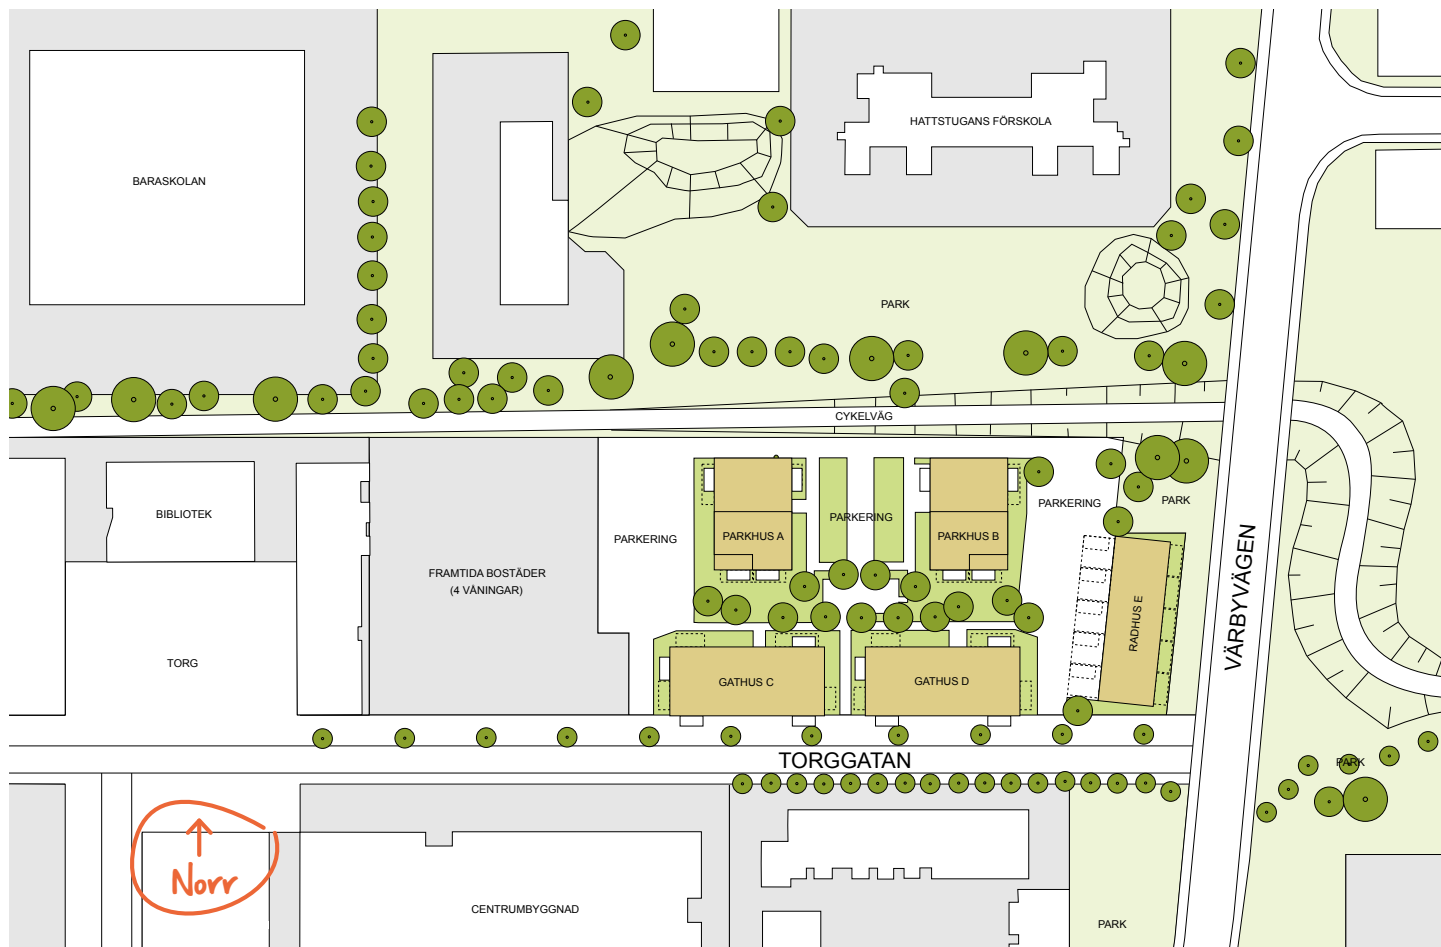 HATTSTUGANS FÖRSKOLA
BARASKOLAN
PARK
CYKELVÄG
PARKERING
PARK
BIBLIOTEK
PARKERING
PARKERING
PARKHUS A
PARKHUS B
FRAMTIDA BOSTÄDER
(4 VÅNINGAR)
VÄRBYVÄGEN
RADHUS E
TORG
GATHUS C
GATHUS D
TORGGATAN
PARK
Norr
CENTRUMBYGGNAD
PARK